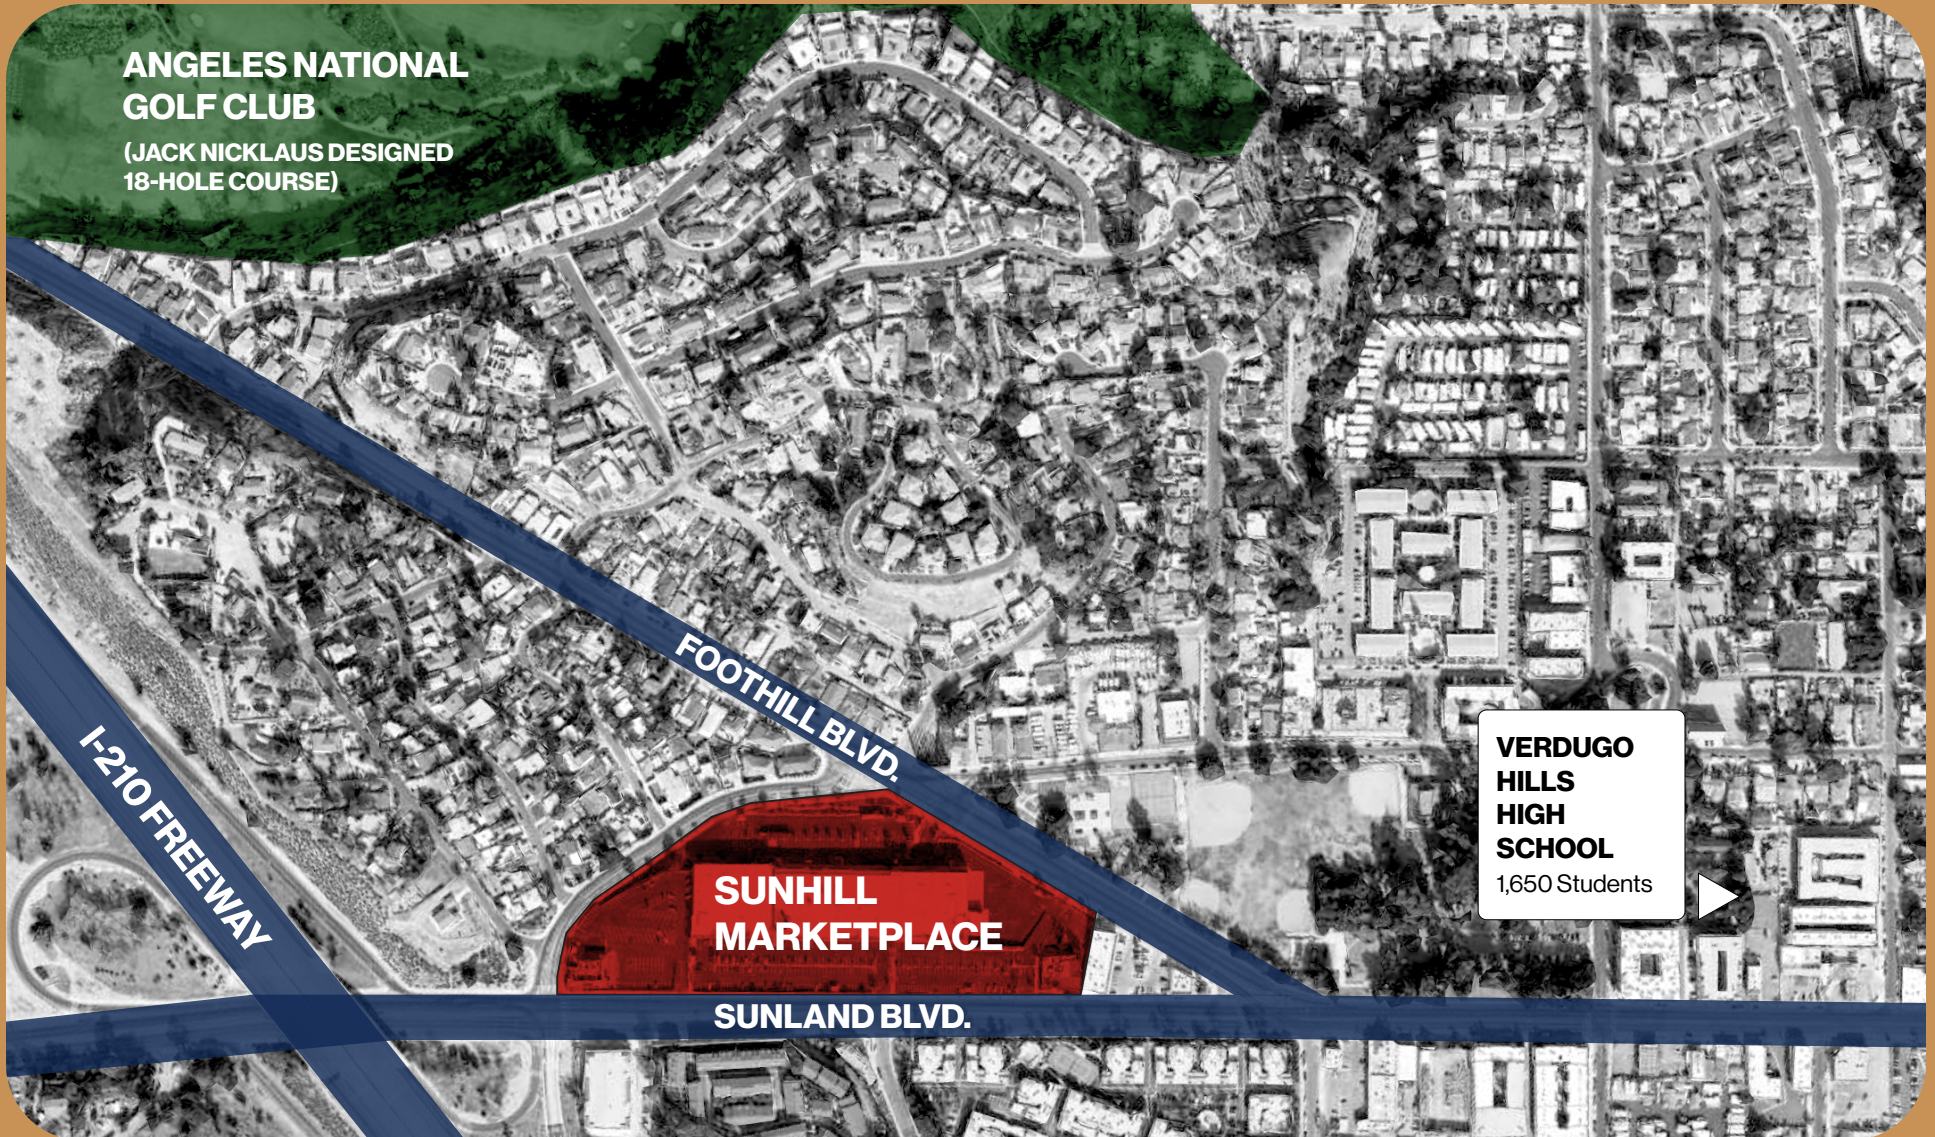 ANGELES NATIONAL
GOLF CLUB
(JACK NICKLAUS DESIGNED
18-HOLE COURSE)
FOOTHILL BLVD.
I-210 FREEWAY
VERDUGO
HILLS
HIGH
SCHOOL
1,650 Students
SUNHILL
MARKETPLACE
SUNLAND BLVD.